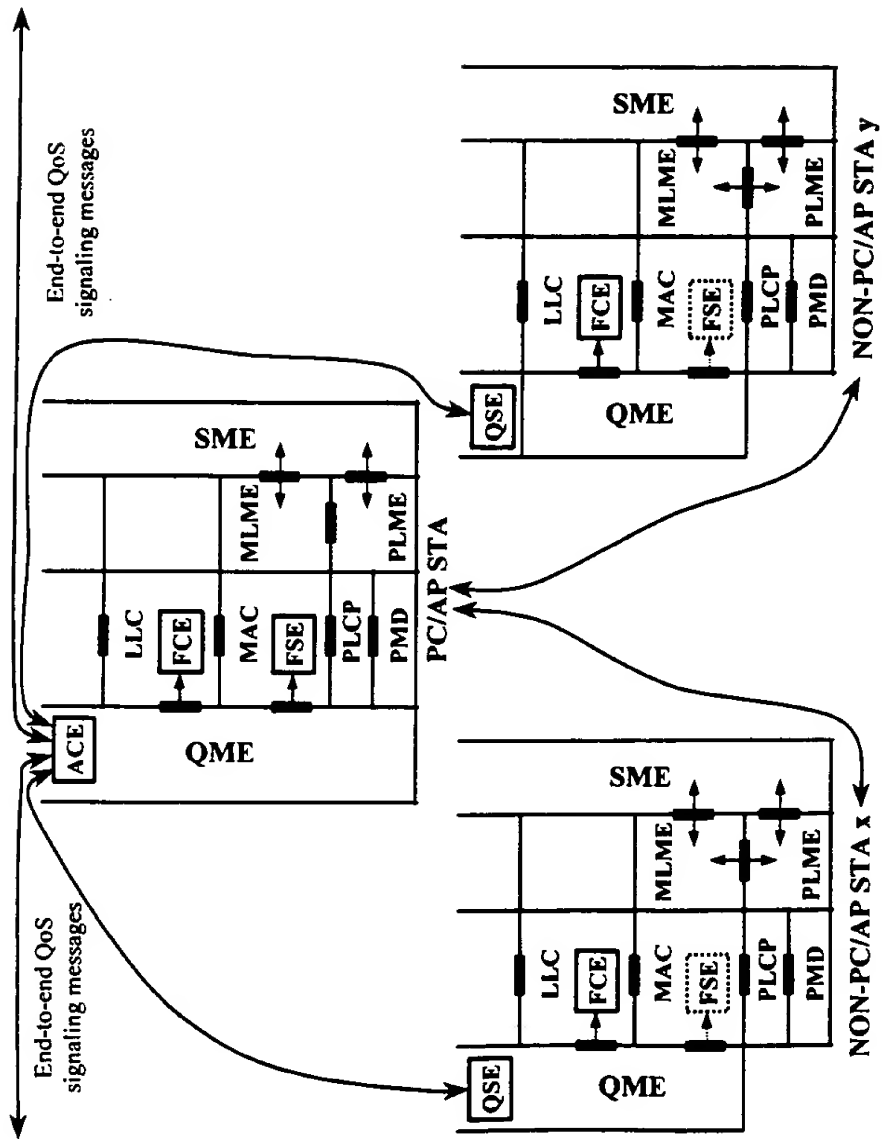 End-to-end QoS
signaling messages
End-to-end QoS
signaling messages
ACE
QME
LLC
FCE
MAC
FSE
PLCP
PMD
MLME
PLME
SME
PC/AP STA
QSE
QME
LLC
FCE
MAC
FSE
PLCP
PMD
MLME
PLME
SME
NON-PC/AP STA x
QSE
QME
LLC
FCE
MAC
FSE
PLCP
PMD
MLME
PLME
SME
NON-PC/AP STA y